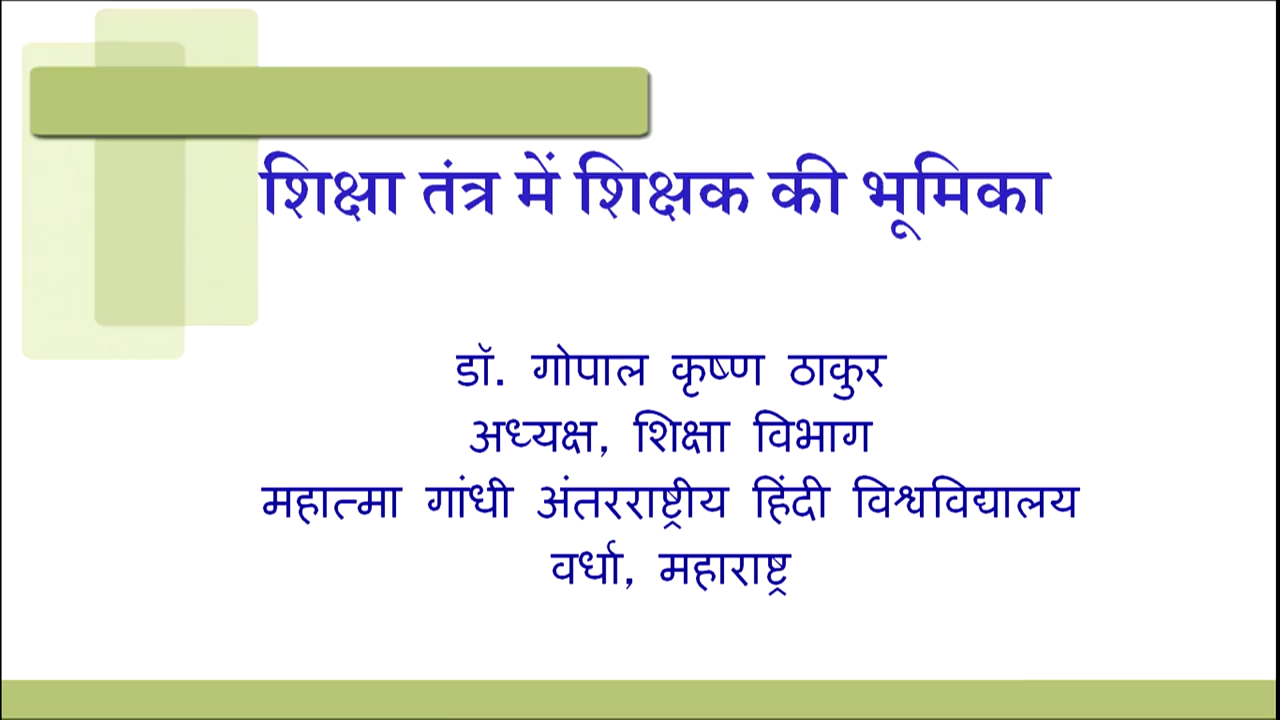 शिक्षा तंत्र में शिक्षक की भूमिका
डॉ. गोपाल कृष्ण ठाकुर
अध्यक्ष, शिक्षा विभाग
महात्मा गांधी अंतरराष्ट्रीय हिंदी विश्वविद्यालय
वर्धा, महाराष्ट्र